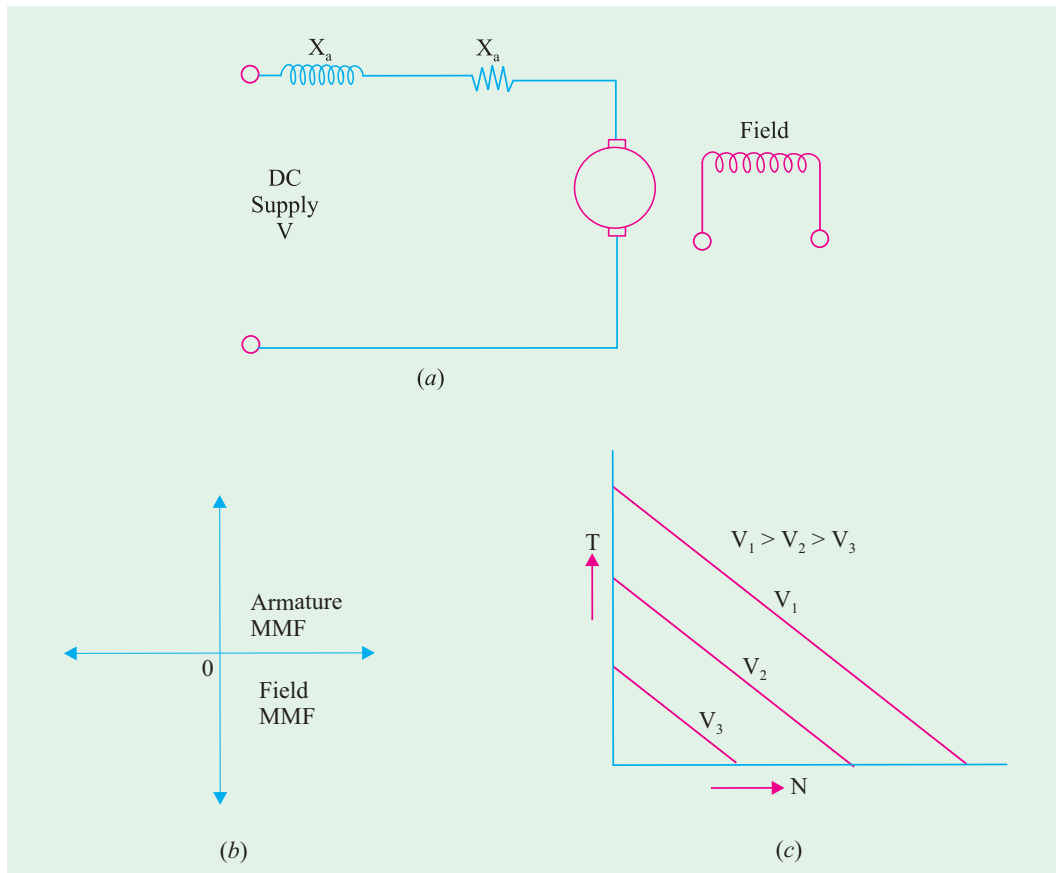 Xₐ
Xₐ
Field
DC
Supply
V
(a)
T
V₁ > V₂ > V₃
V₁
V₂
V₃
N
Armature
MMF
0
Field
MMF
(b)
(c)